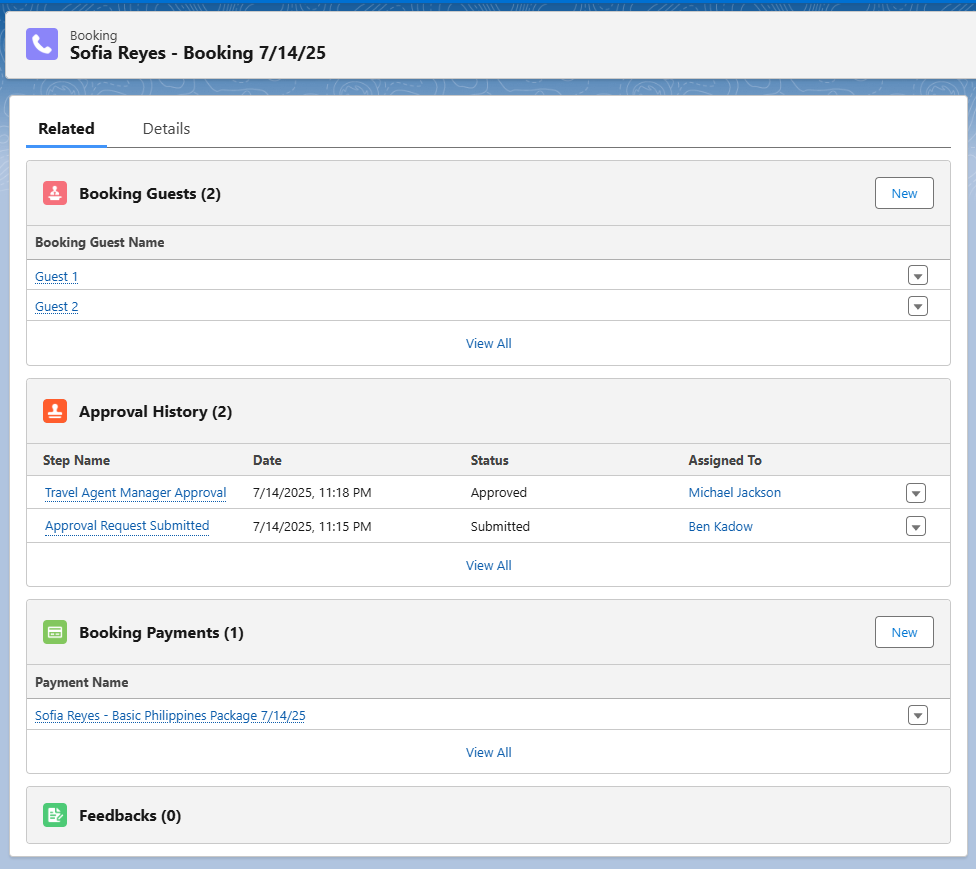 Booking
Sofia Reyes - Booking 7/14/25
Related Details
Booking Guests (2) New
Booking Guest Name
Guest 1
Guest 2
View All
Approval History (2)
Step Name Date Status Assigned To
Travel Agent Manager Approval 7/14/2025, 11:18 PM Approved Michael Jackson
Approval Request Submitted 7/14/2025, 11:15 PM Submitted Ben Kadow
View All
Booking Payments (1) New
Payment Name
Sofia Reyes - Basic Philippines Package 7/14/25
View All
Feedbacks (0)